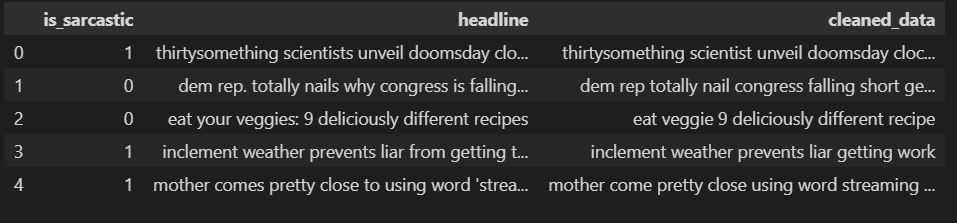 is_sarcastic headline cleaned_data
0 1 thirtysomething scientists unveil doomsday clo... thirtysomething scientist unveil doomsday cloc...
1 0 dem rep. totally nails why congress is falling... dem rep totally nail congress falling short ge...
2 0 eat your veggies: 9 deliciously different recipes eat veggie 9 deliciously different recipe
3 1 inclement weather prevents liar from getting t... inclement weather prevents liar getting work
4 1 mother comes pretty close to using word 'strea... mother come pretty close using word streaming ...